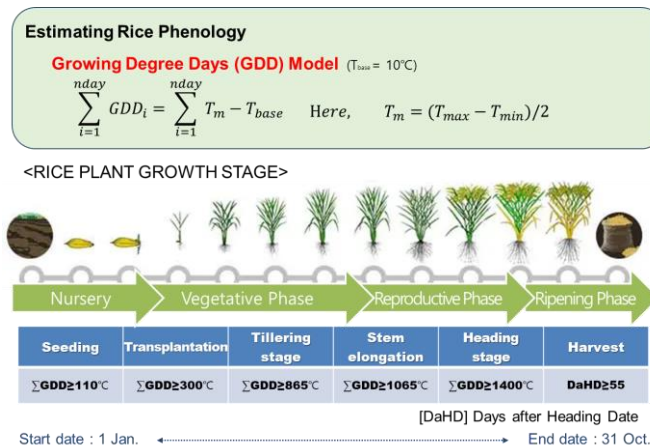 Estimating Rice Phenology
Growing Degree Days (GDD) Model (Tbase = 10℃)
nday nday
∑ GDDi = ∑ Tm − Tbase Here, Tm = (Tmax − Tmin)/2
i=1 i=1
<RICE PLANT GROWTH STAGE>
Nursery Vegetative Phase Reproductive Phase Ripening Phase
Seeding Transplantation Tillering stage Stem elongation Heading stage Harvest
∑GDD≥110℃ ∑GDD≥300℃ ∑GDD≥865℃ ∑GDD≥1065℃ ∑GDD≥1400℃ DaHD≥55
[DaHD] Days after Heading Date
Start date : 1 Jan. End date : 31 Oct.